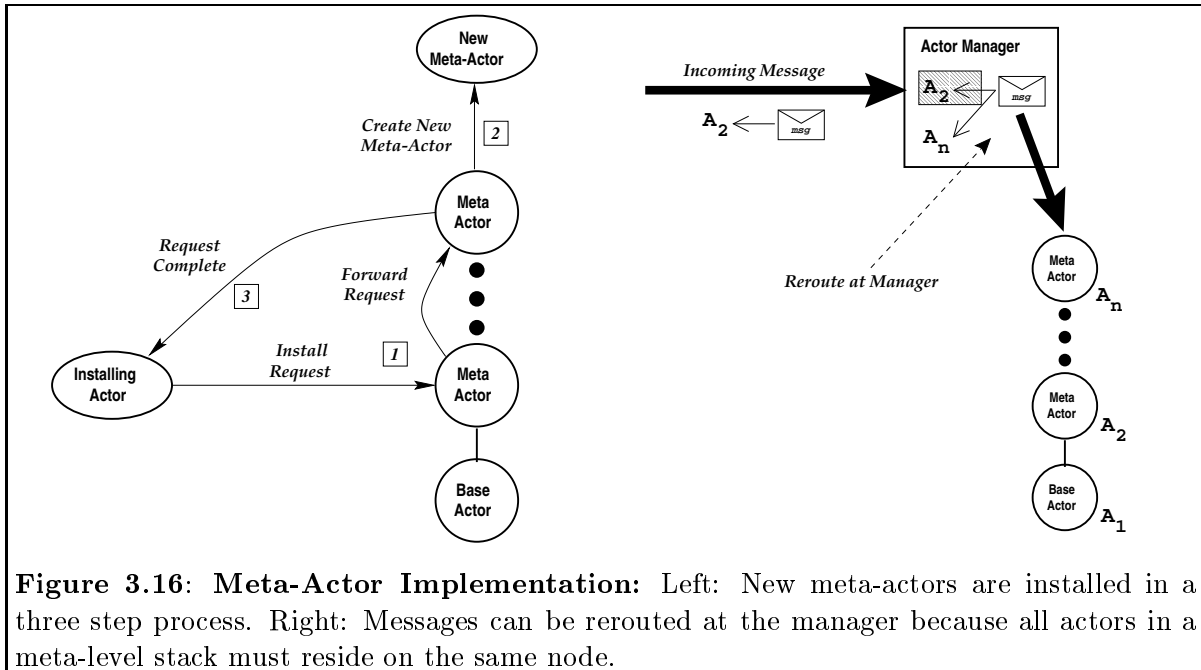 New
Meta-Actor
Create New
Meta-Actor
2
Meta
Actor
Request
Complete
3
Forward
Request
1
Install
Request
Installing
Actor
Meta
Actor
Base
Actor
Incoming Message
A2
msg
Actor Manager
A2
msg
An
Reroute at Manager
Meta
Actor
An
Meta
Actor
A2
Base
Actor
A1
Figure 3.16: Meta-Actor Implementation: Left: New meta-actors are installed in a
three step process. Right: Messages can be rerouted at the manager because all actors in a
meta-level stack must reside on the same node.